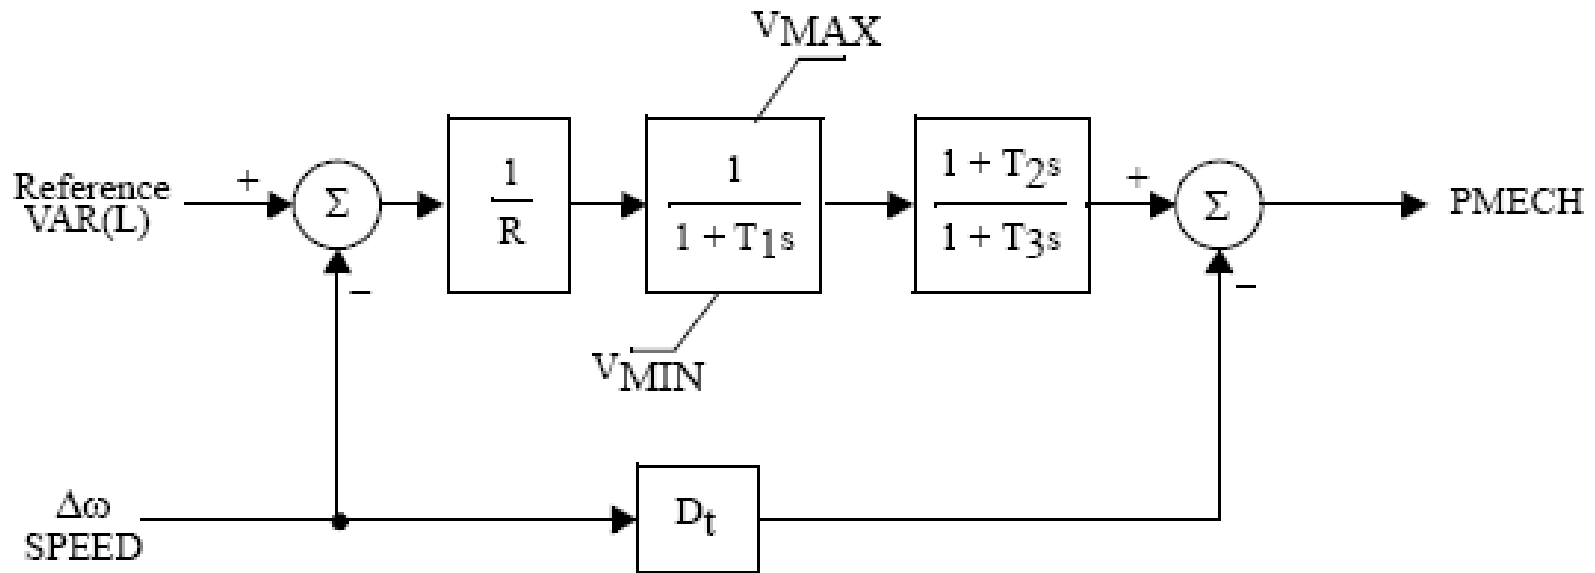 VMAX
Reference
VAR(L)
+
Σ
1
R
1
1 + T1s
1 + T2s
1 + T3s
+
Σ
PMECH
−
−
VMIN
Δω
SPEED
Dt